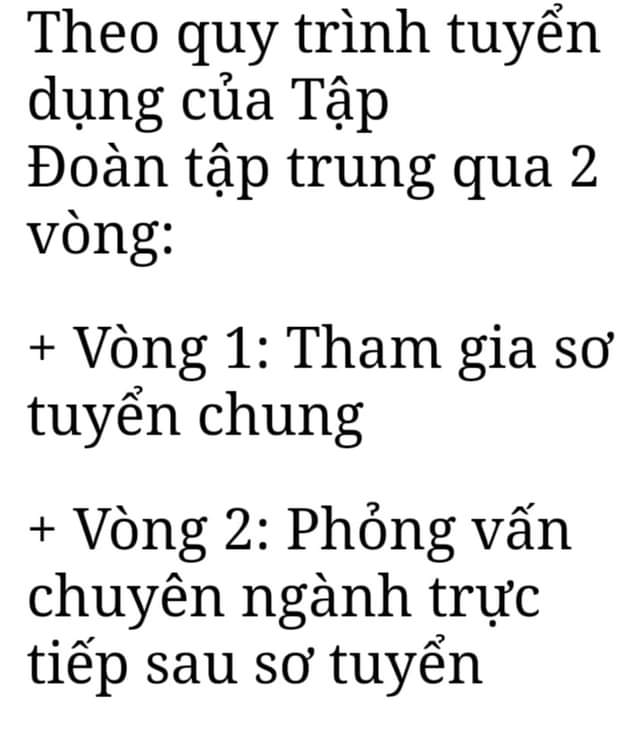 Theo quy trình tuyển
dụng của Tập
Đoàn tập trung qua 2
vòng:
+ Vòng 1: Tham gia sơ
tuyển chung
+ Vòng 2: Phỏng vấn
chuyên ngành trực
tiếp sau sơ tuyển